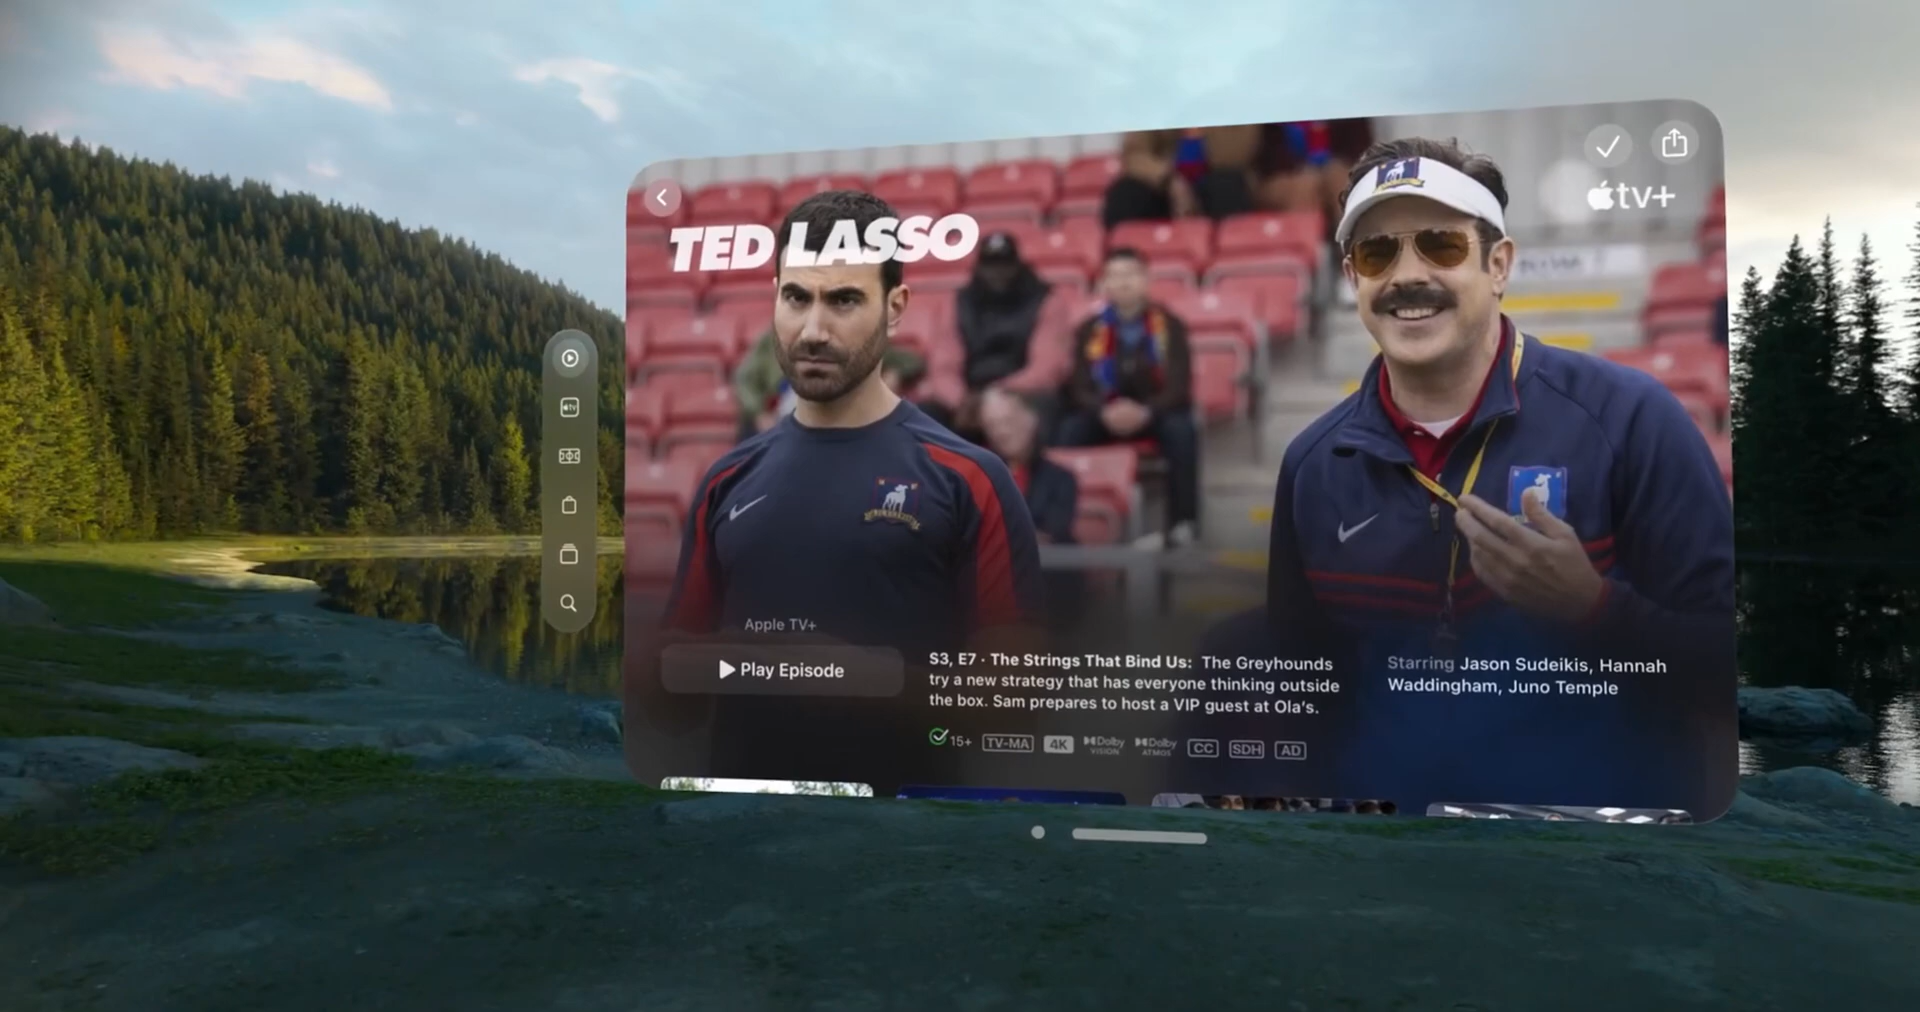 TED LASSO
tv+
tv
Apple TV+
Play Episode
S3, E7 · The Strings That Bind Us: The Greyhounds
try a new strategy that has everyone thinking outside
the box. Sam prepares to host a VIP guest at Ola's.
Starring Jason Sudeikis, Hannah
Waddingham, Juno Temple
15+ TV-MA 4K Dolby VISION Dolby ATMOS CC SDH AD